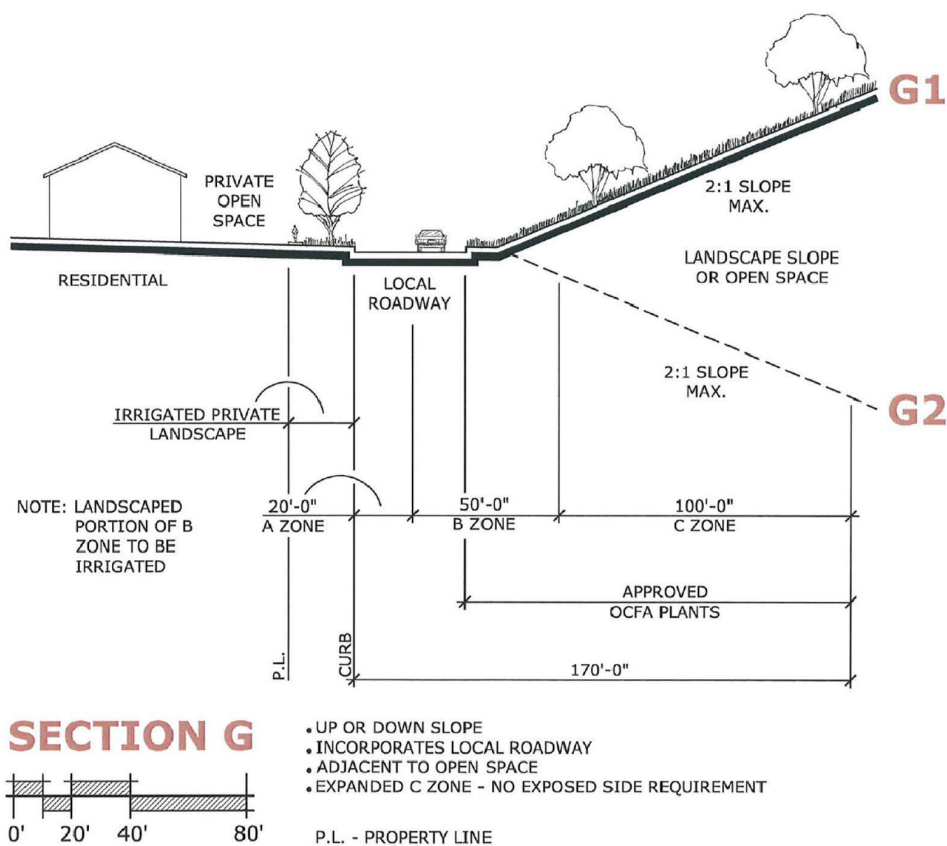 G1
PRIVATE
OPEN
SPACE
2:1 SLOPE
MAX.
RESIDENTIAL
LOCAL
ROADWAY
LANDSCAPE SLOPE
OR OPEN SPACE
2:1 SLOPE
MAX.
G2
IRRIGATED PRIVATE
LANDSCAPE
NOTE: LANDSCAPED
PORTION OF B
ZONE TO BE
IRRIGATED
20'-0"
A ZONE
50'-0"
B ZONE
100'-0"
C ZONE
APPROVED
OCFA PLANTS
P.L.
CURB
170'-0"
SECTION G
0' 20' 40' 80'
• UP OR DOWN SLOPE
• INCORPORATES LOCAL ROADWAY
• ADJACENT TO OPEN SPACE
• EXPANDED C ZONE - NO EXPOSED SIDE REQUIREMENT
P.L. - PROPERTY LINE